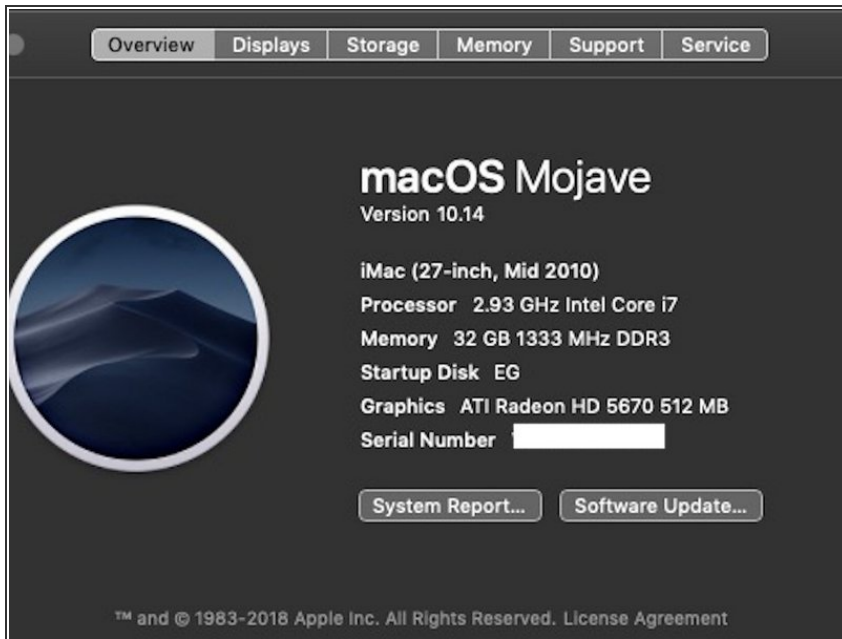 Overview Displays Storage Memory Support Service
macOS Mojave
Version 10.14
iMac (27-inch, Mid 2010)
Processor 2.93 GHz Intel Core i7
Memory 32 GB 1333 MHz DDR3
Startup Disk EG
Graphics ATI Radeon HD 5670 512 MB
Serial Number
System Report... Software Update...
™ and © 1983-2018 Apple Inc. All Rights Reserved. License Agreement